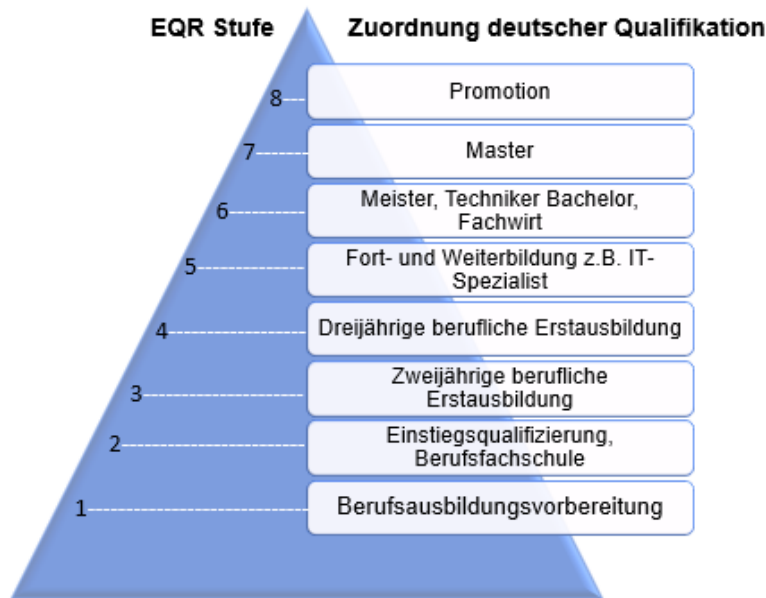 EQR Stufe Zuordnung deutscher Qualifikation
8 Promotion
7 Master
6 Meister, Techniker Bachelor,
Fachwirt
5 Fort- und Weiterbildung z.B. IT-
Spezialist
4 Dreijährige berufliche Erstausbildung
3 Zweijährige berufliche
Erstausbildung
2 Einstiegsqualifizierung,
Berufsfachschule
1 Berufsausbildungsvorbereitung